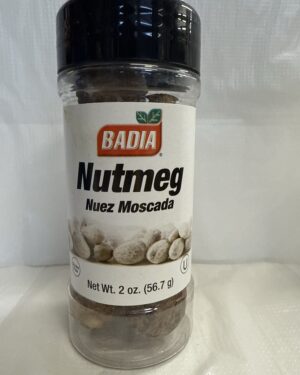 BADIA
Nutmeg
Nuez Moscada
Net Wt. 2 oz. (56.7 g)